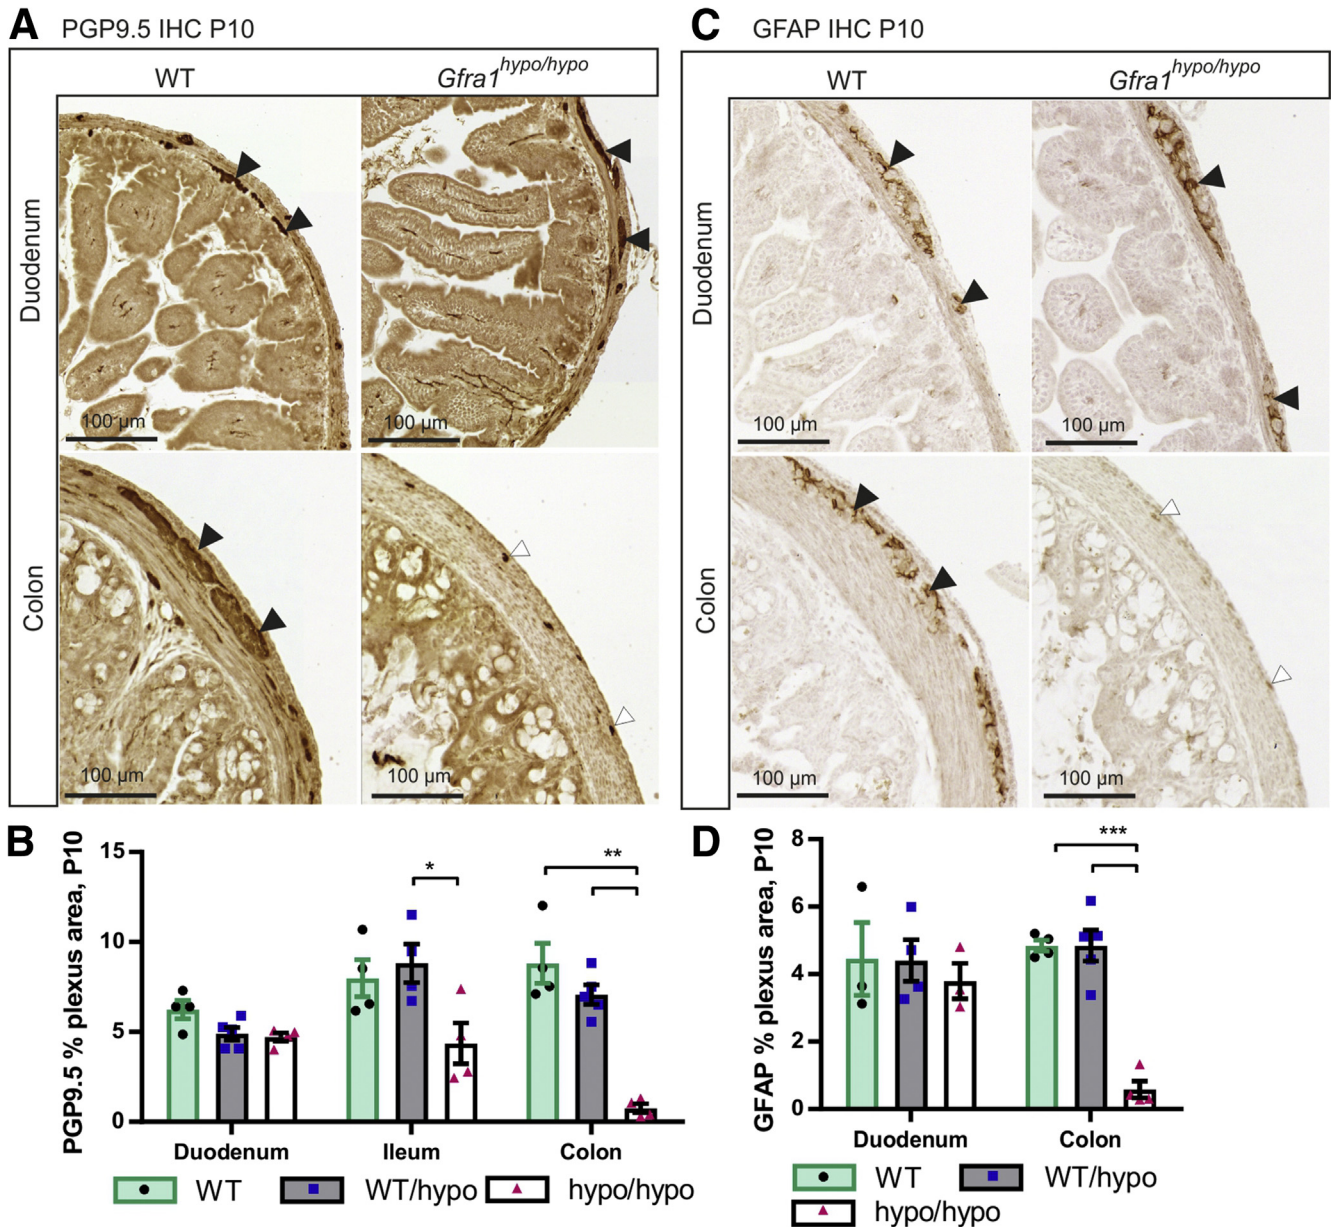 A PGP9.5 IHC P10
WT Gfra1hypo/hypo
Duodenum
100 µm 100 µm
Colon
100 µm 100 µm
C GFAP IHC P10
WT Gfra1hypo/hypo
Duodenum
100 µm 100 µm
Colon
100 µm 100 µm
B
PGP9.5 % plexus area, P10
15
10
5
0
* **
Duodenum Ileum Colon
WT WT/hypo hypo/hypo
D
GFAP % plexus area, P10
8
6
4
2
0
***
Duodenum Colon
WT WT/hypo
hypo/hypo